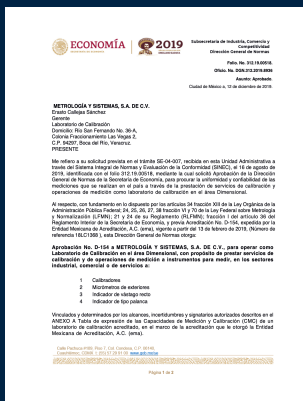 ECONOMÍA
2019
Subsecretaría de Industria, Comercio y
Competitividad
Dirección General de Normas
Folio. No. 312.19.00518.
Oficio. No. DGN.312.2019.
Asunto: Aprobado
Ciudad de México a, 12 de diciembre de 2019.
METROLOGÍA Y SISTEMAS, S.A. DE C.V.
Erasto Callejas Sánchez
Gerente
Laboratorio de Calibración
Domicilio: Río San Fernando No. 36-A,
Colonia Fraccionamiento Las Vegas 2,
C.P. 94297, Boca del Río, Veracruz.
PRESENTE
Me refiero a su solicitud prevista en el trámite SE-04-007, recibida en esta Unidad Administrativa a
través del Sistema Integral de Normas y Evaluación de la Conformidad (SINEC), el 16 de agosto de
2019, identificada con el folio 312.19.00518, mediante la cual solicitó Aprobación de la Dirección
General de Normas de la Secretaría de Economía, para procurar la uniformidad y confiabilidad de las
mediciones que se realizan en el país a través de la prestación de servicios de calibración y
operaciones de medición como laboratorio de calibración en el área Dimensional.
Al respecto, con fundamento en lo dispuesto por los artículos 34 fracción XIII de la Ley Orgánica de la
Administración Pública Federal; 24, 25, 26, 27, 38 fracción VI y 70 de la Ley Federal sobre Metrología
y Normalización (LFMN); 21 y 24 de su Reglamento (RLFMN); fracción I del artículo 36 del
Reglamento Interior de la Secretaría de Economía, y previa Acreditación No. D-154, expedida por la
Entidad Mexicana de Acreditación, A.C. (ema), vigente a partir del 13 de febrero de 2019, (Número de
referencia 18LC1368 ), esta Dirección General de Normas otorga:
Aprobación No. D-154 a METROLOGÍA Y SISTEMAS, S.A. DE C.V., para operar como
Laboratorio de Calibración en el área Dimensional, con propósito de prestar servicios de
calibración y de operaciones de medición a instrumentos para medir, en los sectores
industrial, comercial o de servicios a:
1 Calibradores
2 Micrómetros de exteriores
3 Indicador de vástago recto
4 Indicador de tipo palanca
Vinculados y determinados por los alcances, incertidumbres y signatarios autorizados descritos en el
ANEXO A Tabla de expresión de las Capacidades de Medición y Calibración (CMC) de un
laboratorio de calibración acreditado, en el marco de la acreditación que le otorgó la Entidad
Mexicana de Acreditación, A.C. (ema).
Página 1 de 2